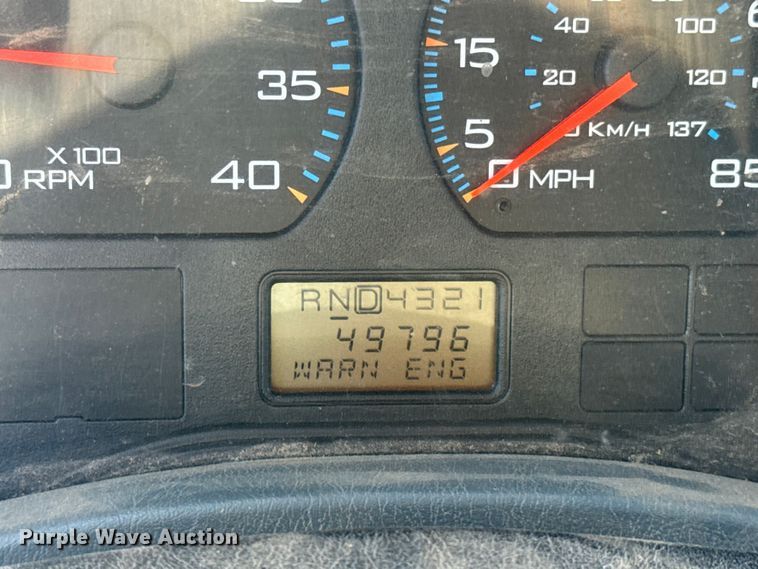 35
40
X 100
RPM
15
5
0 MPH
40
20
100
120
KM/H 137
85
RND4321
49796
WARN ENG
Purple Wave Auction